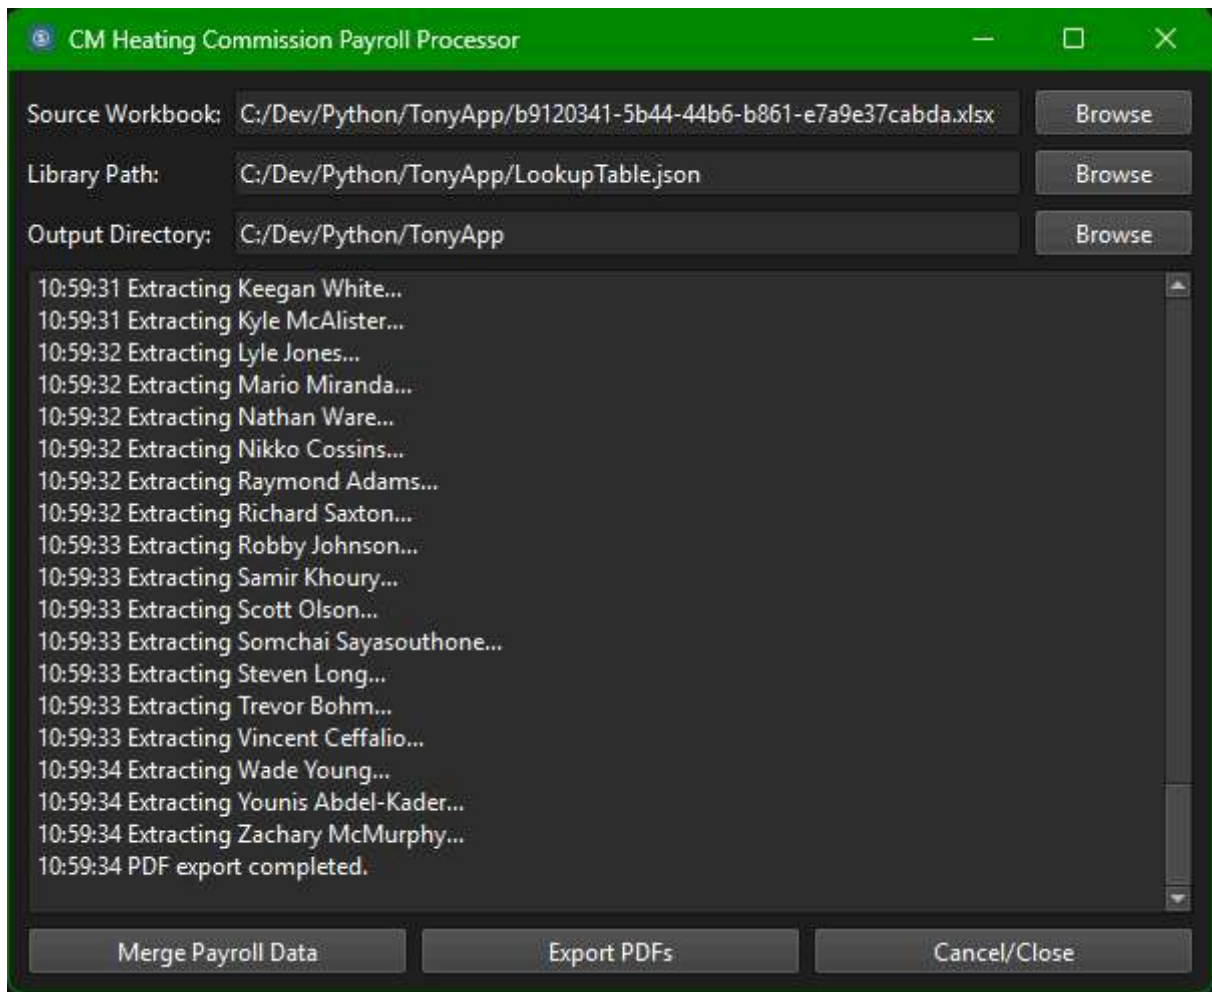 CM Heating Commission Payroll Processor
Source Workbook: C:/Dev/Python/TonyApp/b9120341-5b44-44b6-b861-e7a9e37cabda.xlsx Browse
Library Path: C:/Dev/Python/TonyApp/LookupTable.json Browse
Output Directory: C:/Dev/Python/TonyApp Browse
10:59:31 Extracting Keegan White...
10:59:31 Extracting Kyle McAlister...
10:59:32 Extracting Lyle Jones...
10:59:32 Extracting Mario Miranda...
10:59:32 Extracting Nathan Ware...
10:59:32 Extracting Nikko Cossins...
10:59:32 Extracting Raymond Adams...
10:59:32 Extracting Richard Saxton...
10:59:33 Extracting Robby Johnson...
10:59:33 Extracting Samir Khoury...
10:59:33 Extracting Scott Olson...
10:59:33 Extracting Somchai Sayasouthone...
10:59:33 Extracting Steven Long...
10:59:33 Extracting Trevor Bohm...
10:59:33 Extracting Vincent Ceffalio...
10:59:34 Extracting Wade Young...
10:59:34 Extracting Younis Abdel-Kader...
10:59:34 Extracting Zachary McMurphy...
10:59:34 PDF export completed.
Merge Payroll Data Export PDFs Cancel/Close